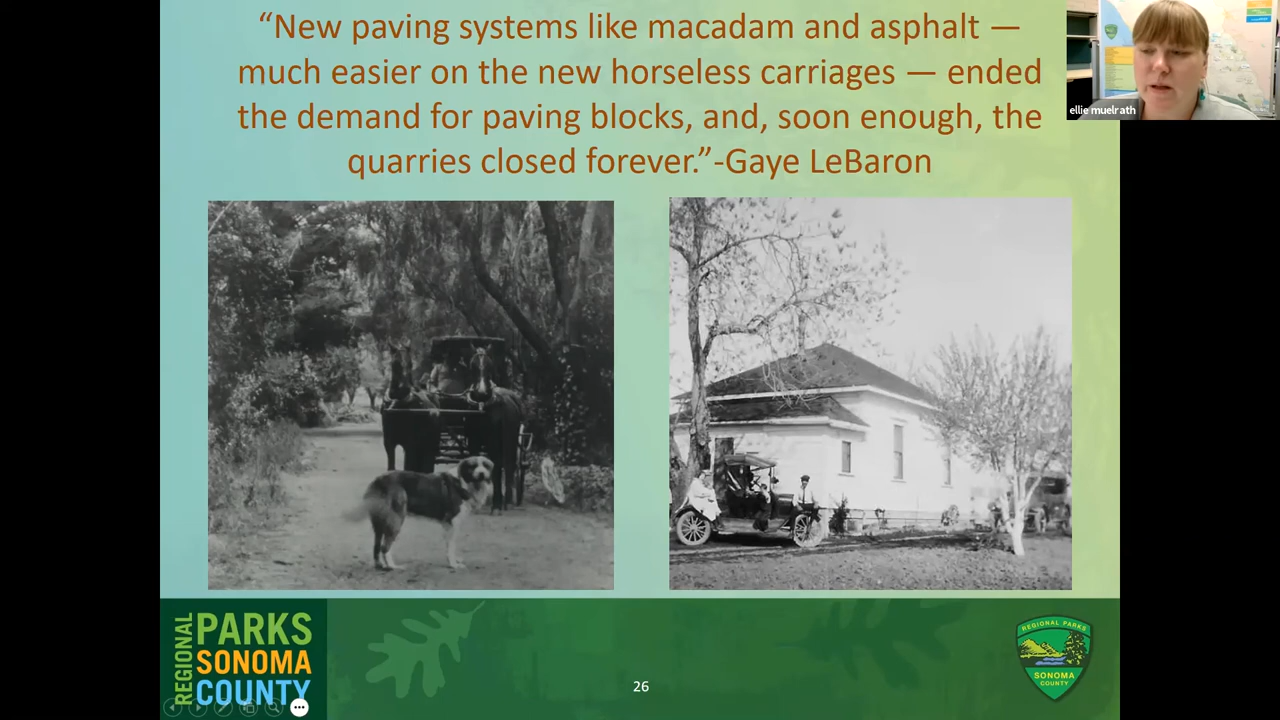 “New paving systems like macadam and asphalt —
much easier on the new horseless carriages — ended
the demand for paving blocks, and, soon enough, the
quarries closed forever.”-Gaye LeBaron
ellie muelrath
REGIONAL
PARKS
SONOMA
COUNTY
26
REGIONAL PARKS
SONOMA
COUNTY